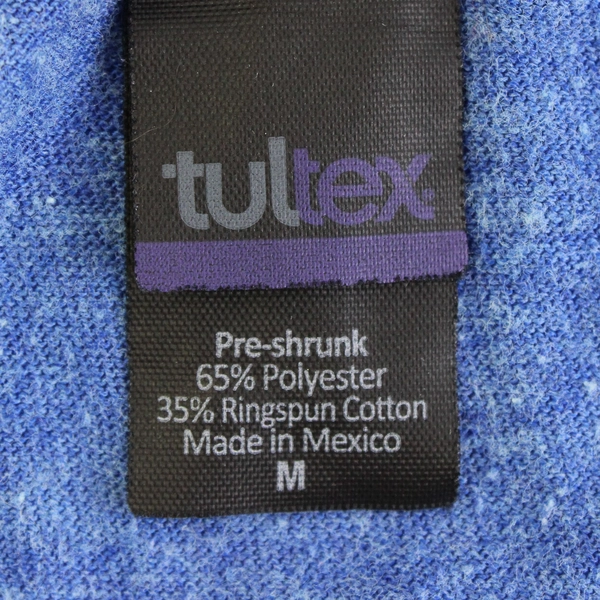 tultex
Pre-shrunk
65% Polyester
35% Ringspun Cotton
Made in Mexico
M